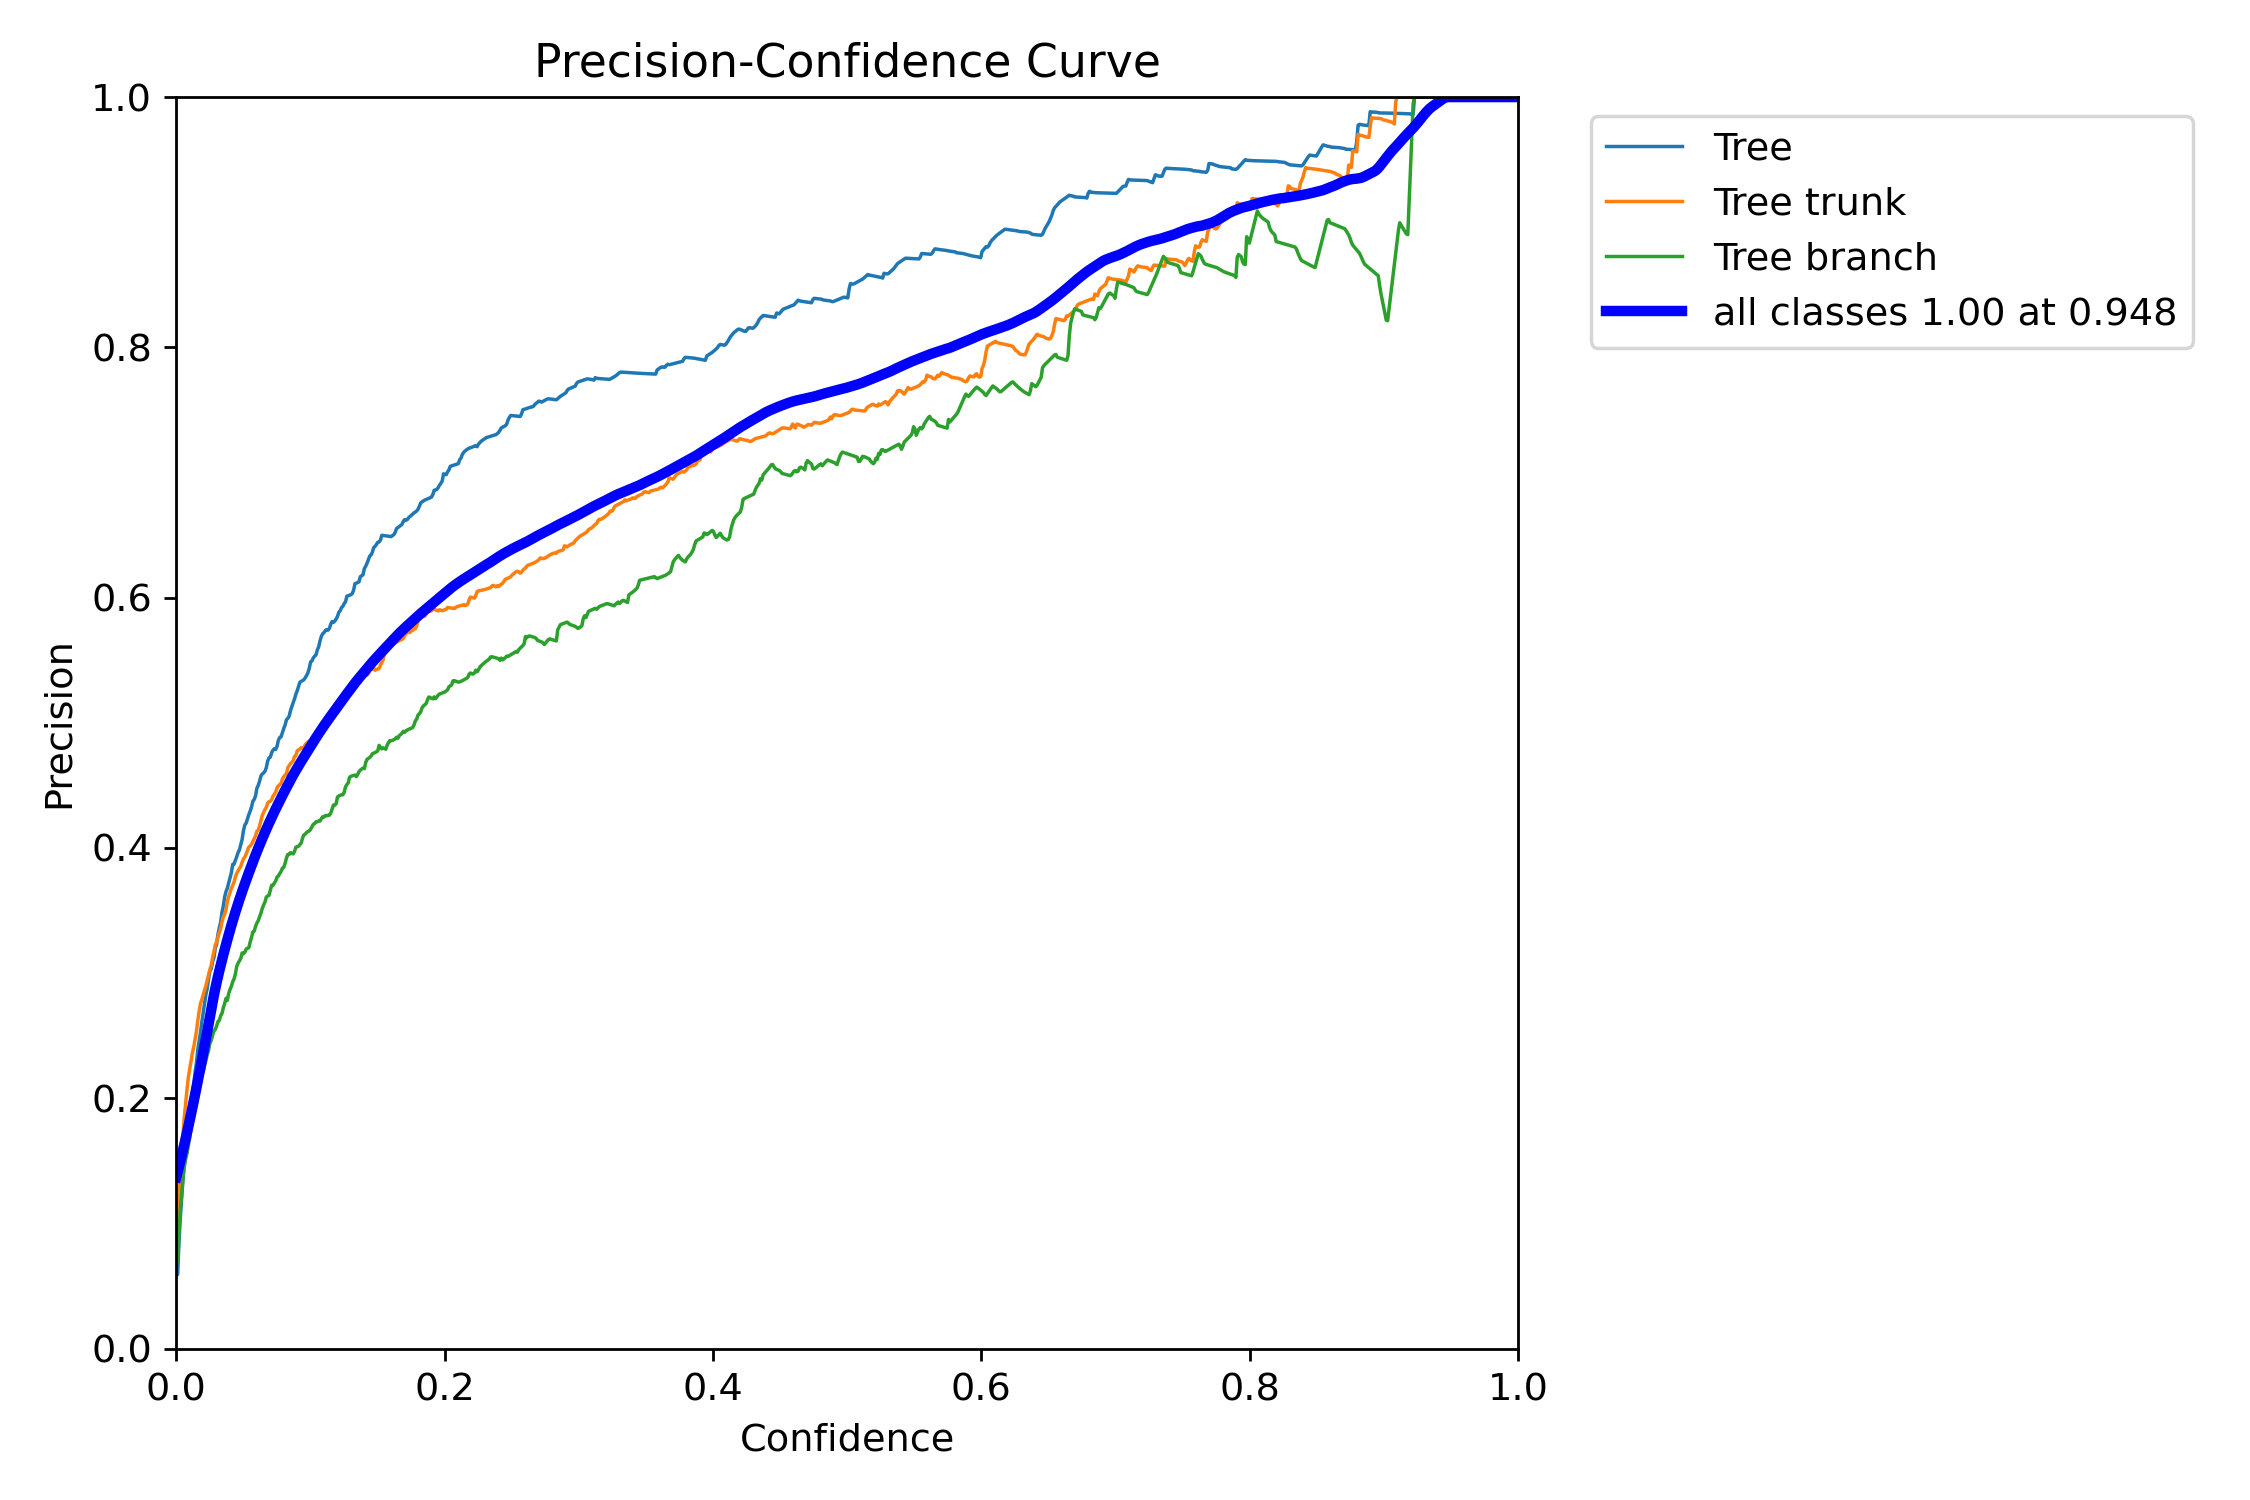 Precision-Confidence Curve
1.0
0.8
0.6
0.4
0.2
0.0
Precision
0.0 0.2 0.4 0.6 0.8 1.0
Confidence
Tree
Tree trunk
Tree branch
all classes 1.00 at 0.948